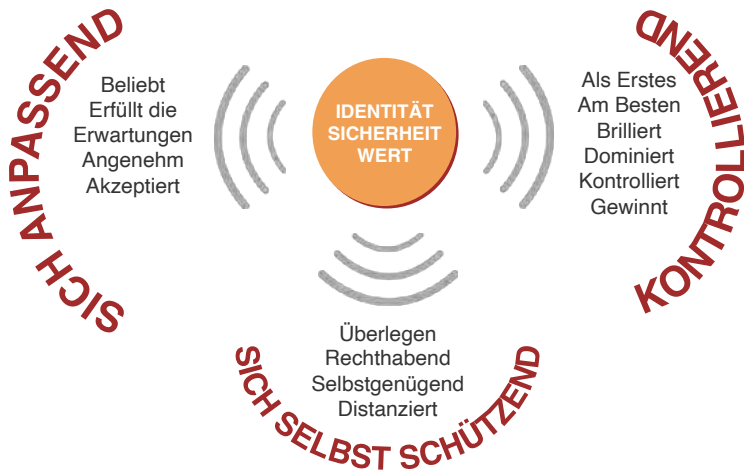 SICH ANPASSEND
Beliebt
Erfüllt die
Erwartungen
Angenehm
Akzeptiert
IDENTITÄT
SICHERHEIT
WERT
KONTROLLIEREND
Als Erstes
Am Besten
Brilliert
Dominiert
Kontrolliert
Gewinnt
Überlegen
Rechthabend
Selbstgenügend
Distanziert
SICH SELBST SCHÜTZEND